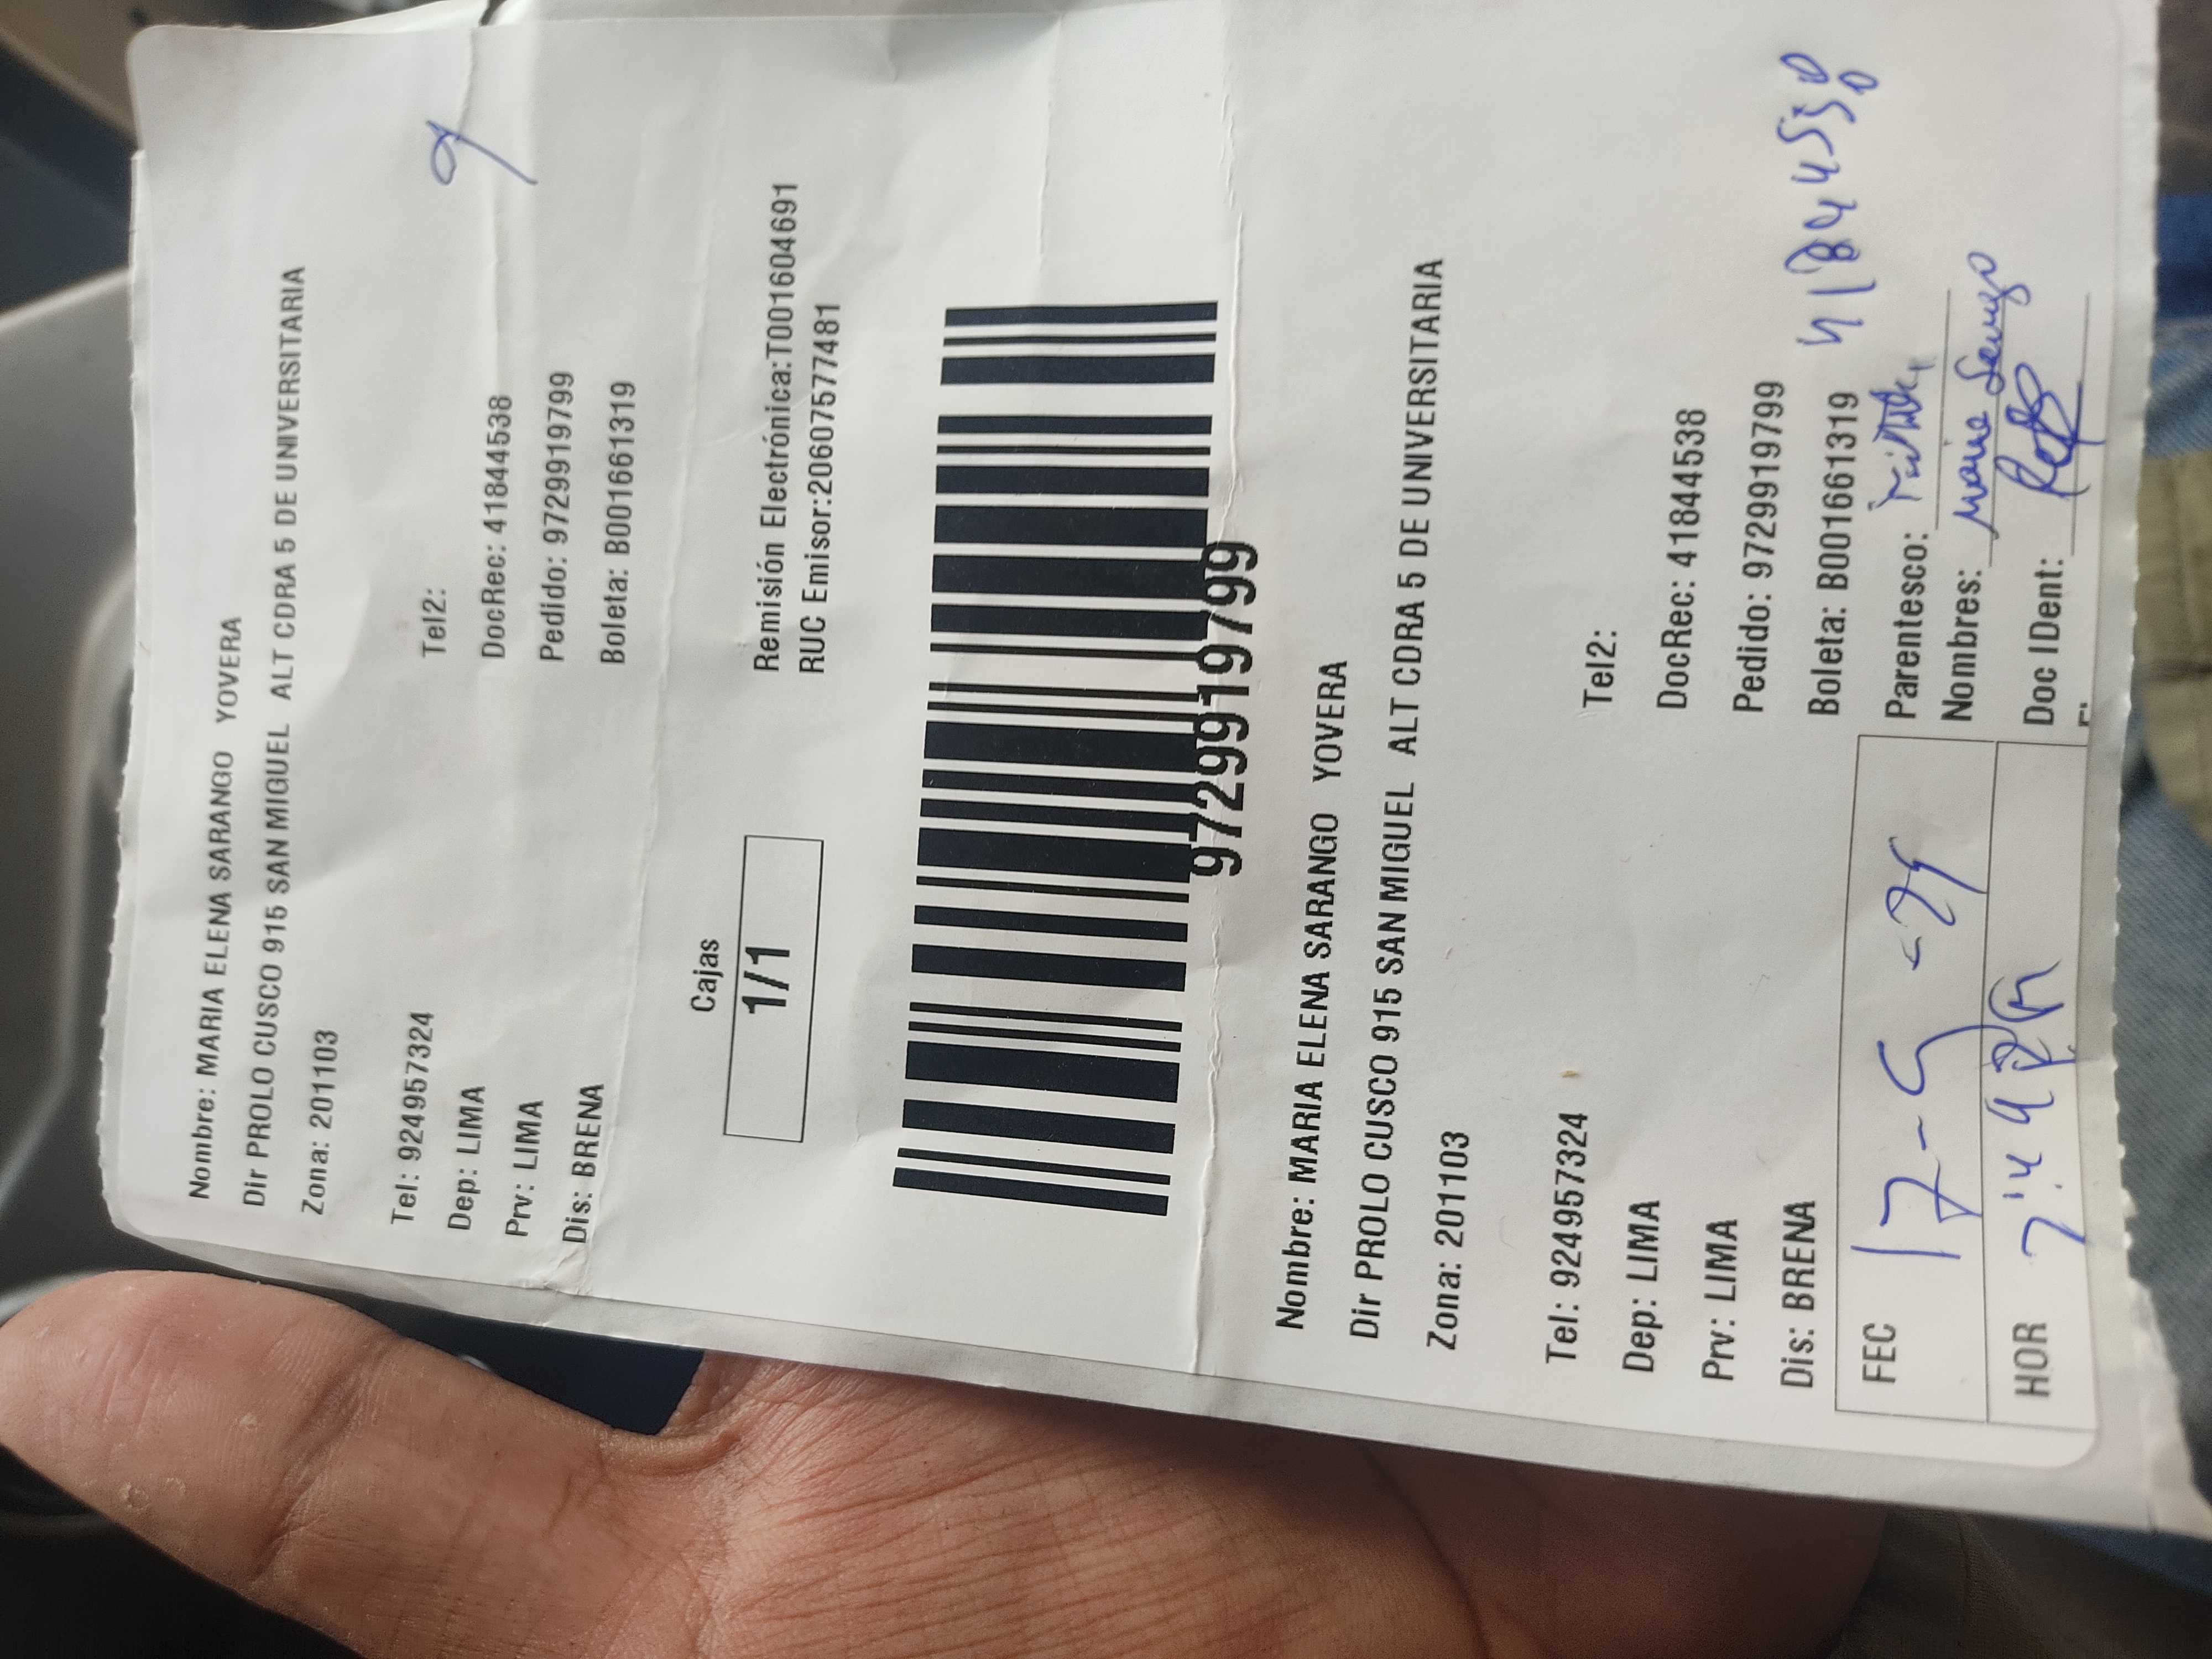 Nombre: MARIA ELENA SARANGO YOVERA
Dir PROLO CUSCO 915 SAN MIGUEL ALT CDRA 5 DE UNIVERSITARIA
Zona: 201103
Tel: 924957324 Tel2:
Dep: LIMA DocRec: 41844538
Prv: LIMA Pedido: 9729919799
Dis: BRENA Boleta: B001661319
Cajas
1/1
Remisión Electrónica:T001604691
RUC Emisor:20607577481
9729919799
Nombre: MARIA ELENA SARANGO YOVERA
Dir PROLO CUSCO 915 SAN MIGUEL ALT CDRA 5 DE UNIVERSITARIA
Zona: 201103
Tel: 924957324 Tel2:
Dep: LIMA DocRec: 41844538
Prv: LIMA Pedido: 9729919799
Dis: BRENA Boleta: B001661319
FEC Parentesco:
Nombres: Maria
HOR Doc IDent: